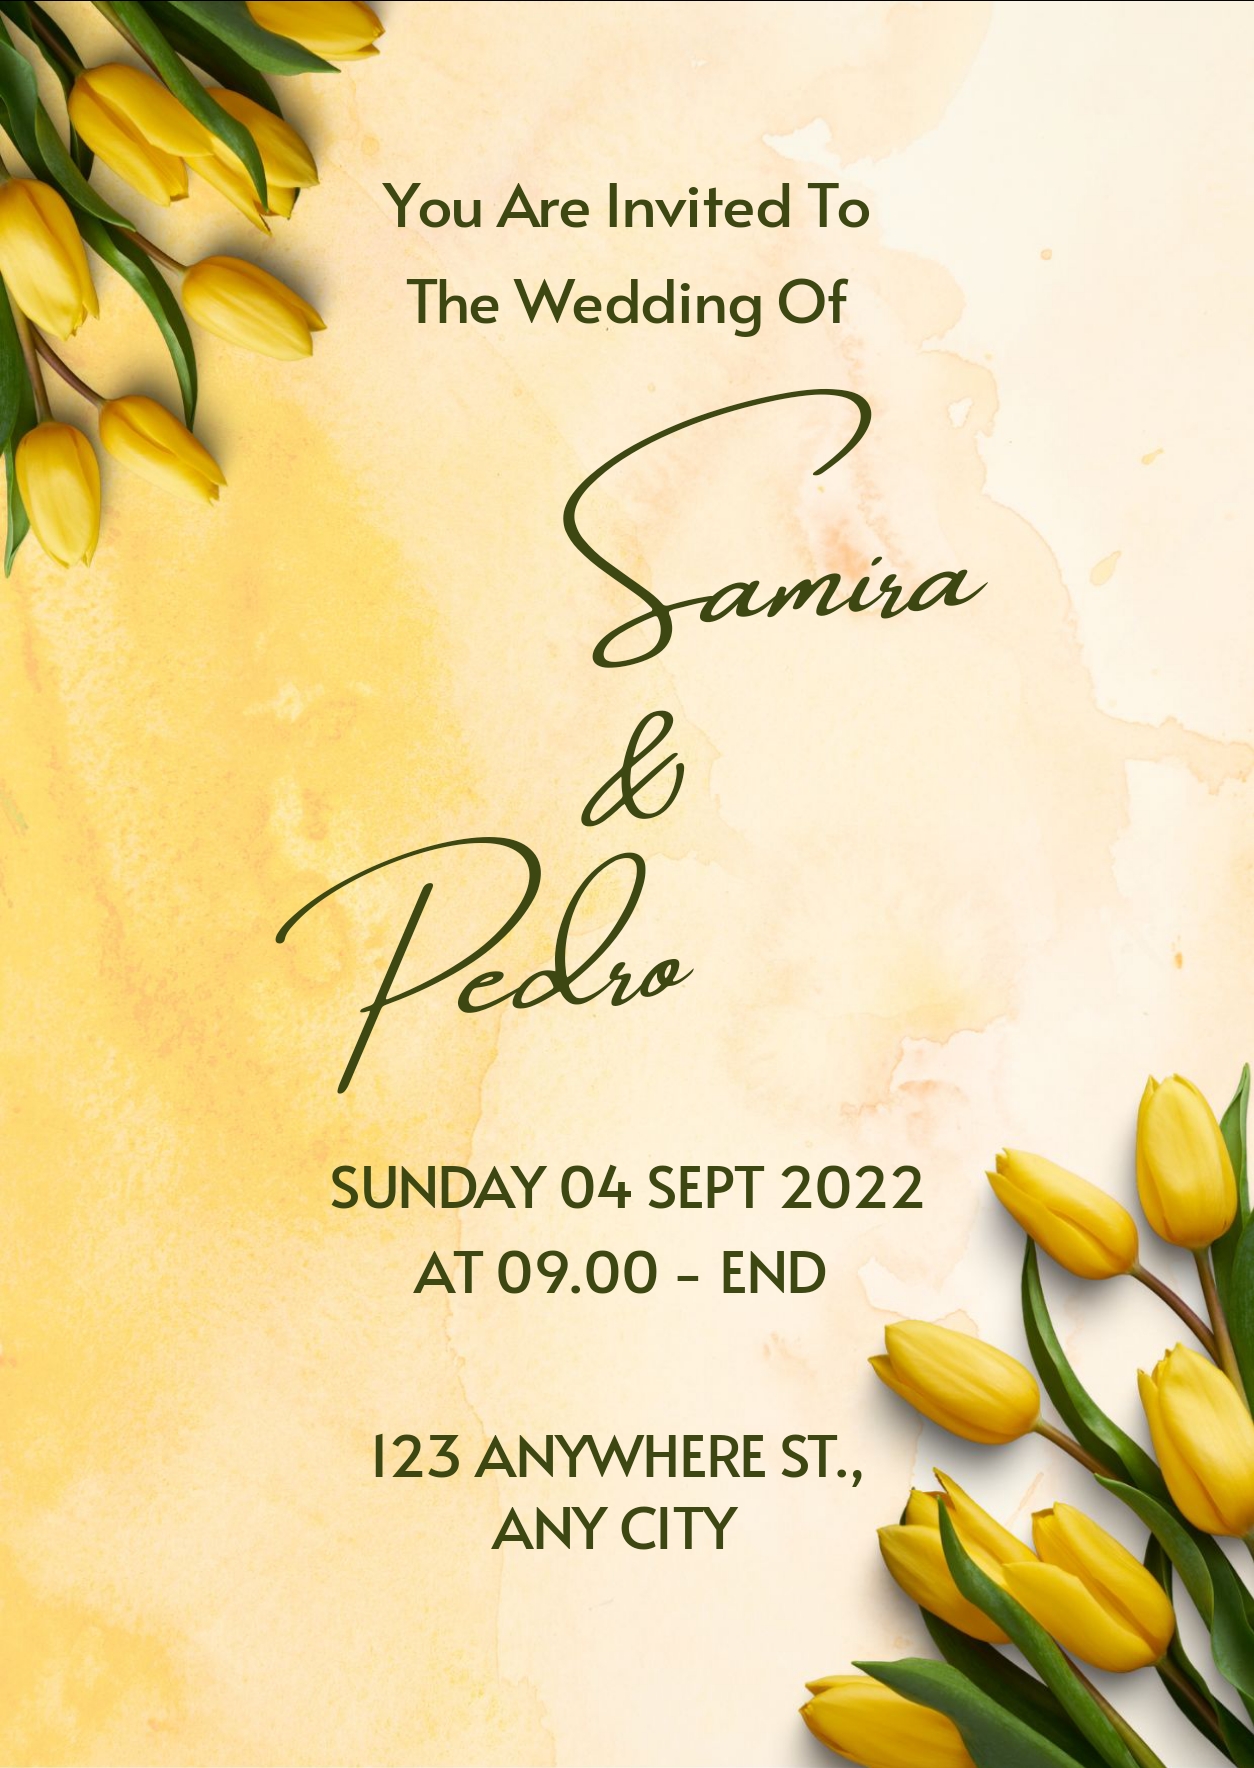 You Are Invited To
The Wedding Of
Samira
&
Pedro
SUNDAY 04 SEPT 2022
AT 09.00 - END
123 ANYWHERE ST.,
ANY CITY